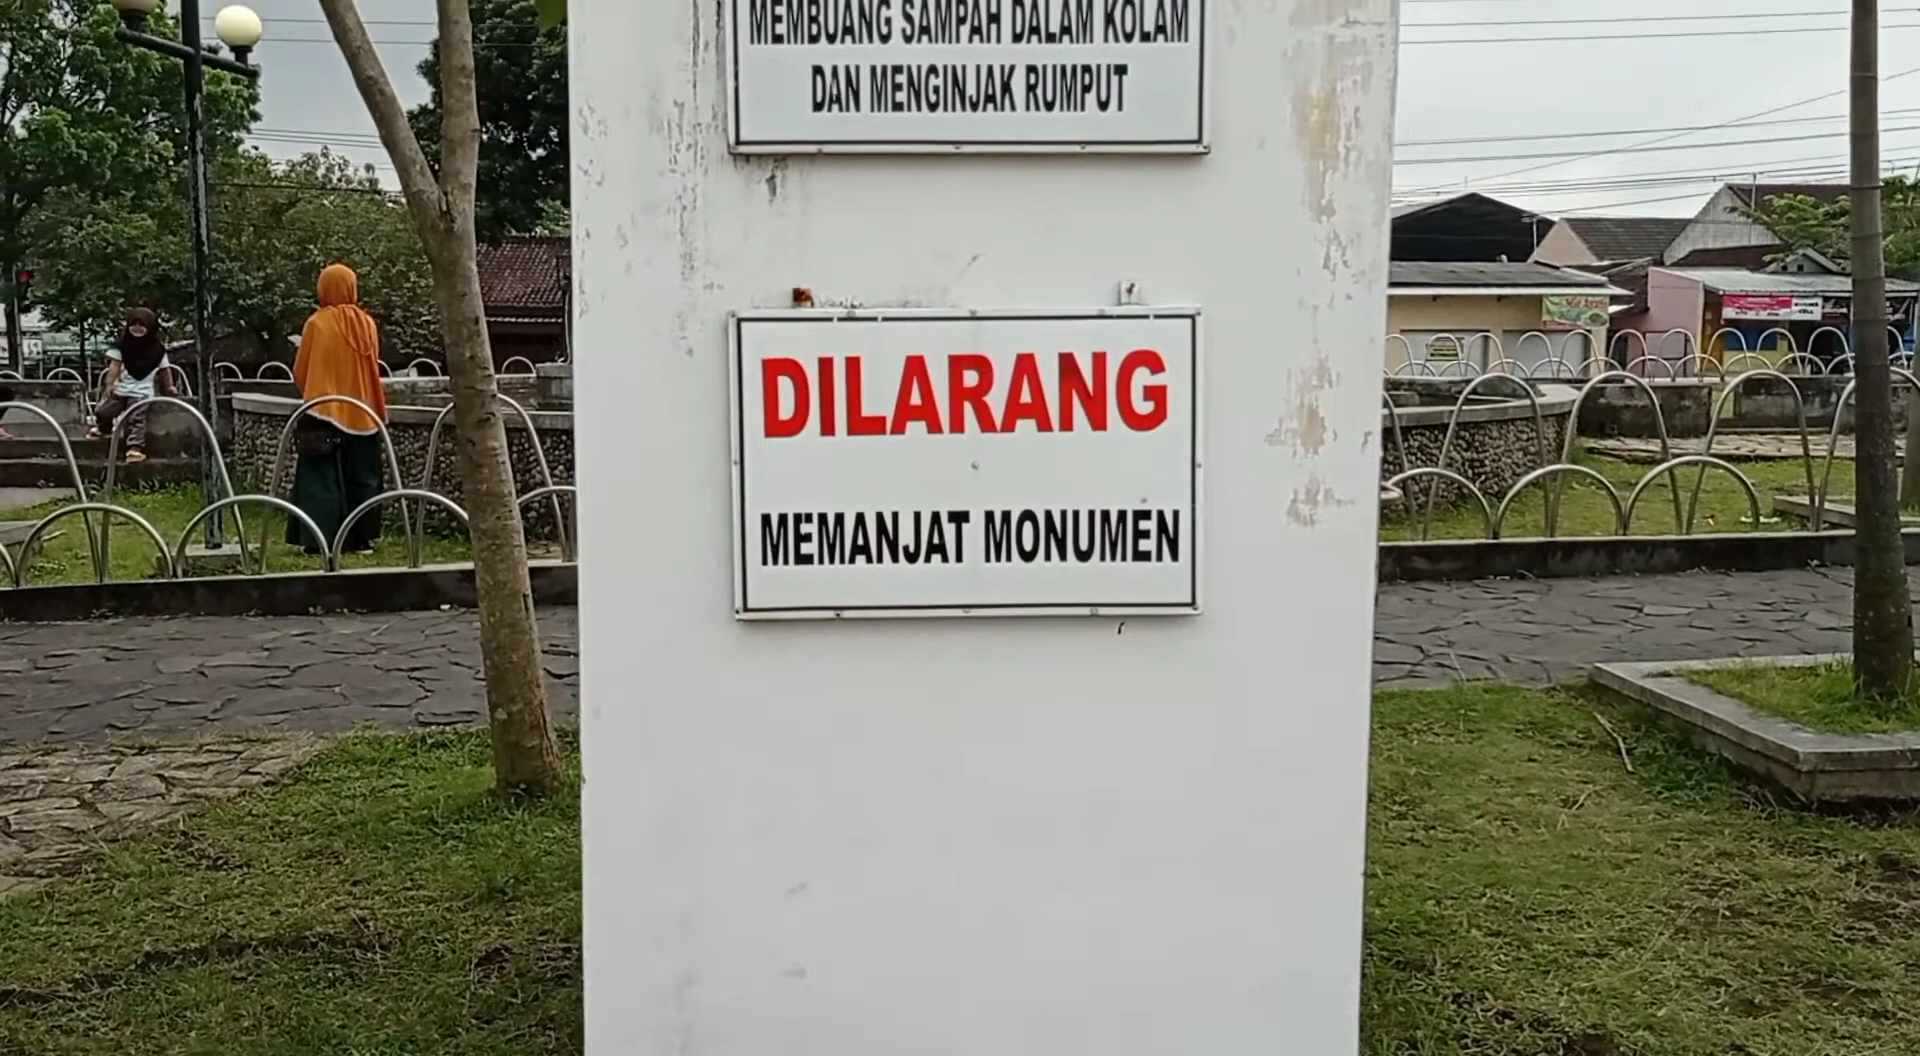 MEMBUANG SAMPAH DALAM KOLAM
DAN MENGINJAK RUMPUT
DILARANG
MEMANJAT MONUMEN